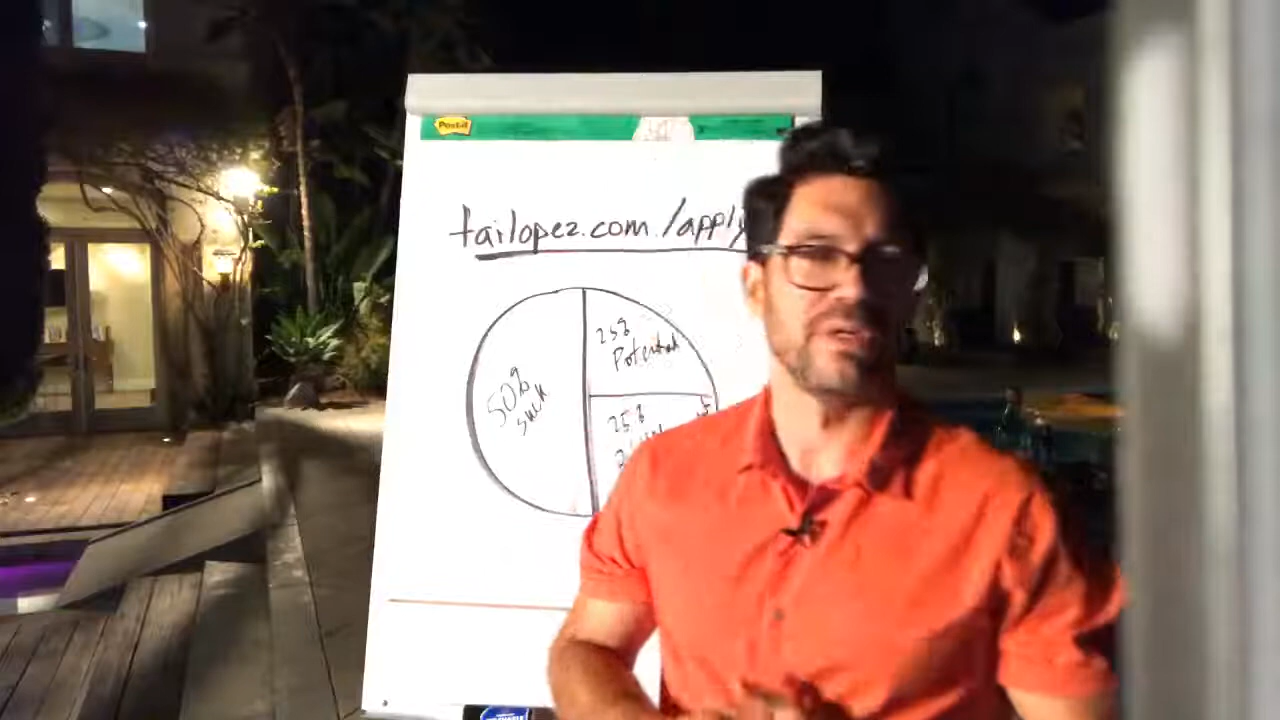 Post-it
tailopez.com/apply
25%
Potential
50%
suck
25%